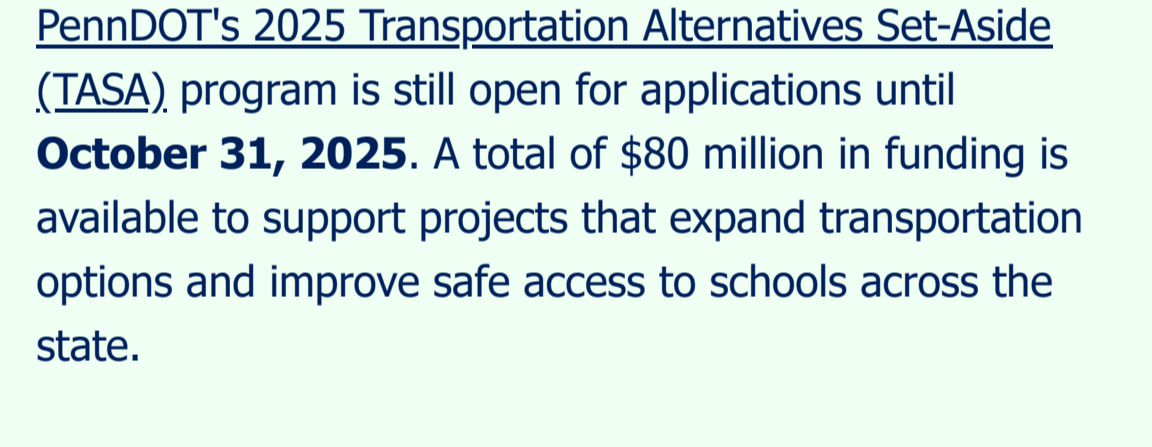 PennDOT's 2025 Transportation Alternatives Set-Aside
(TASA) program is still open for applications until
October 31, 2025. A total of $80 million in funding is
available to support projects that expand transportation
options and improve safe access to schools across the
state.